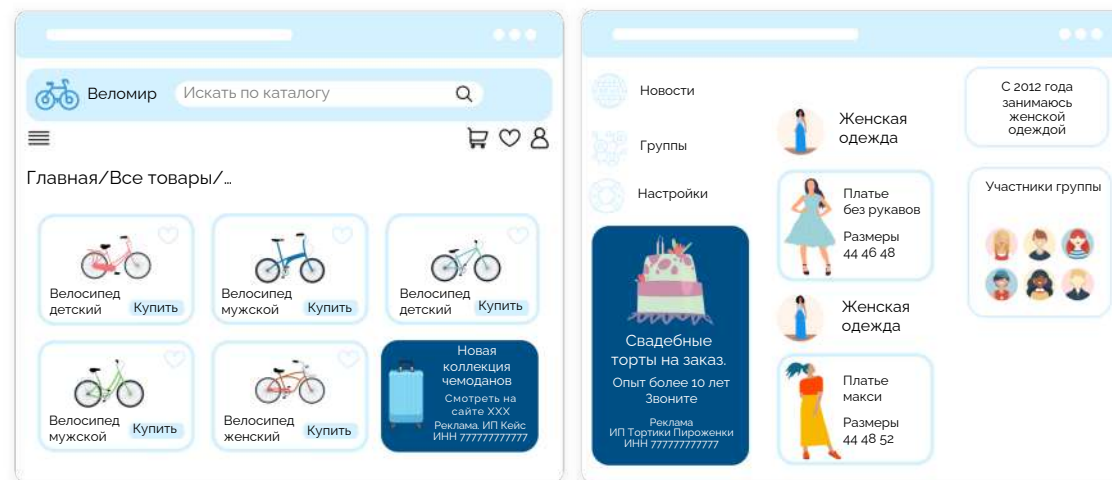 Веломир
Искать по каталогу
Главная/Все товары/...
Велосипед
детский
Купить
Велосипед
мужской
Купить
Велосипед
детский
Купить
Велосипед
мужской
Купить
Велосипед
женский
Купить
Новая
коллекция
чемоданов
Смотреть на
сайте ХХХ
Реклама. ИП Кейс
ИНН 777777777777
Новости
Группы
Настройки
Свадебные
торты на заказ.
Опыт более 10 лет
Звоните
Реклама
ИП Тортики Пироженки
ИНН 777777777777
Женская
одежда
Платье
без рукавов
Размеры
44 46 48
Женская
одежда
Платье
макси
Размеры
44 48 52
С 2012 года
занимаюсь
женской
одеждой
Участники группы